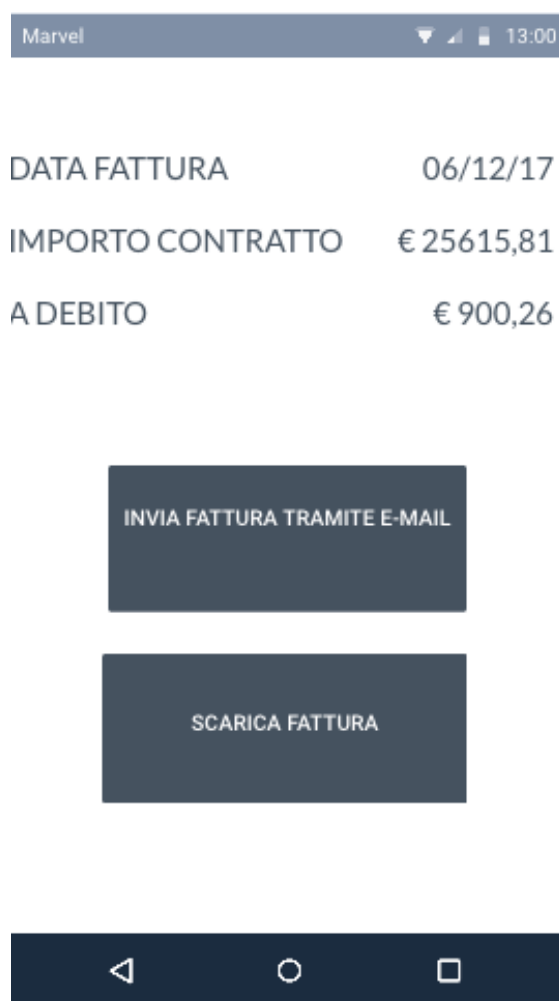 Marvel 13:00
DATA FATTURA 06/12/17
IMPORTO CONTRATTO € 25615,81
A DEBITO € 900,26
INVIA FATTURA TRAMITE E-MAIL
SCARICA FATTURA